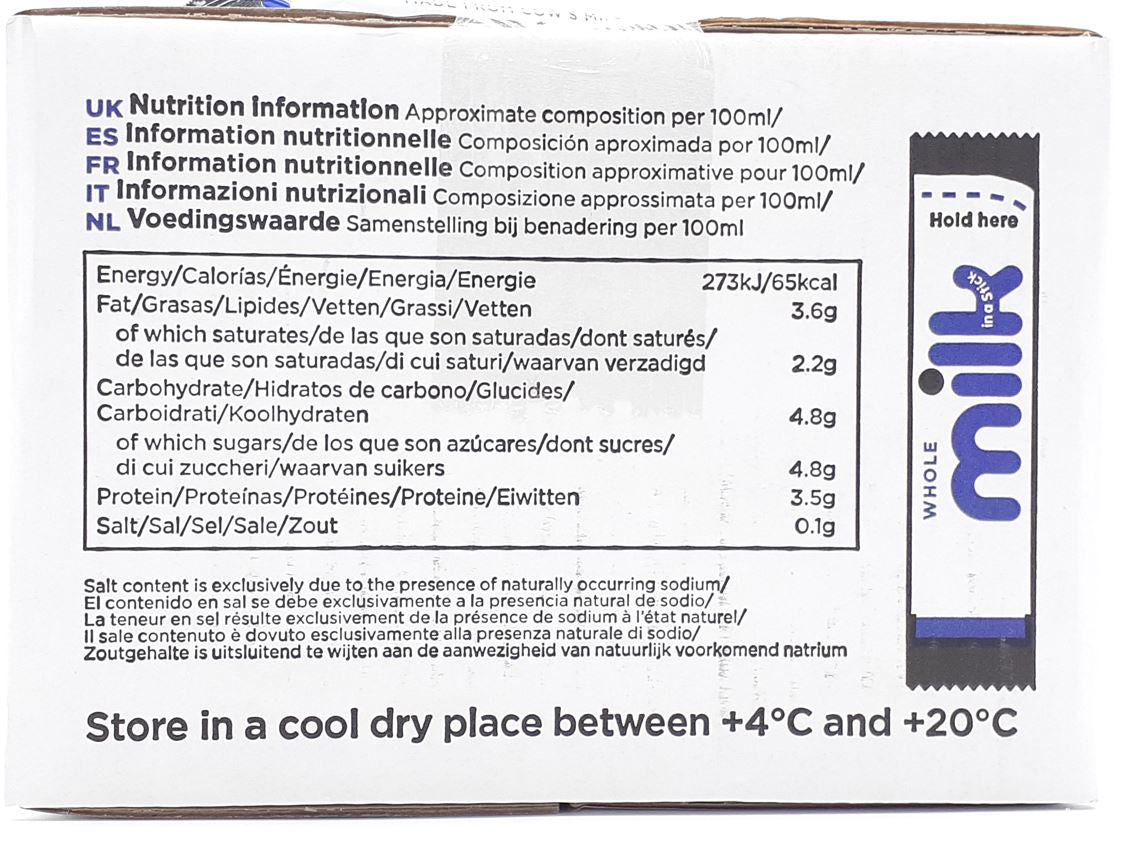 UK Nutrition Information Approximate composition per 100ml/
ES Information nutritionnelle Composición aproximada por 100ml/
FR Information nutritionnelle Composition approximative pour 100ml/
IT Informazioni nutrizionali Composizione approssimata per 100ml/
NL Voedingswaarde Samenstelling bij benadering per 100ml
Energy/Calorías/Énergie/Energia/Energie 273kJ/65kcal
Fat/Grasas/Lipides/Vetten/Grassi/Vetten 3.6g
of which saturates/de las que son saturadas/dont saturés/
de las que son saturadas/di cui saturi/waarvan verzadigd 2.2g
Carbohydrate/Hidratos de carbono/Glucides/
Carboidrati/Koolhydraten 4.8g
of which sugars/de los que son azúcares/dont sucres/
di cui zuccheri/waarvan suikers 4.8g
Protein/Proteínas/Protéines/Proteine/Eiwitten 3.5g
Salt/Sal/Sel/Sale/Zout 0.1g
Salt content is exclusively due to the presence of naturally occurring sodium/
El contenido en sal se debe exclusivamente a la presencia natural de sodio/
La teneur en sel résulte exclusivement de la présence de sodium à l'état naturel/
Il sale contenuto è dovuto esclusivamente alla presenza naturale di sodio/
Zoutgehalte is uitsluitend te wijten aan de aanwezigheid van natuurlijk voorkomend natrium
Store in a cool dry place between +4°C and +20°C
Hold here
WHOLE
milk
in a Stick